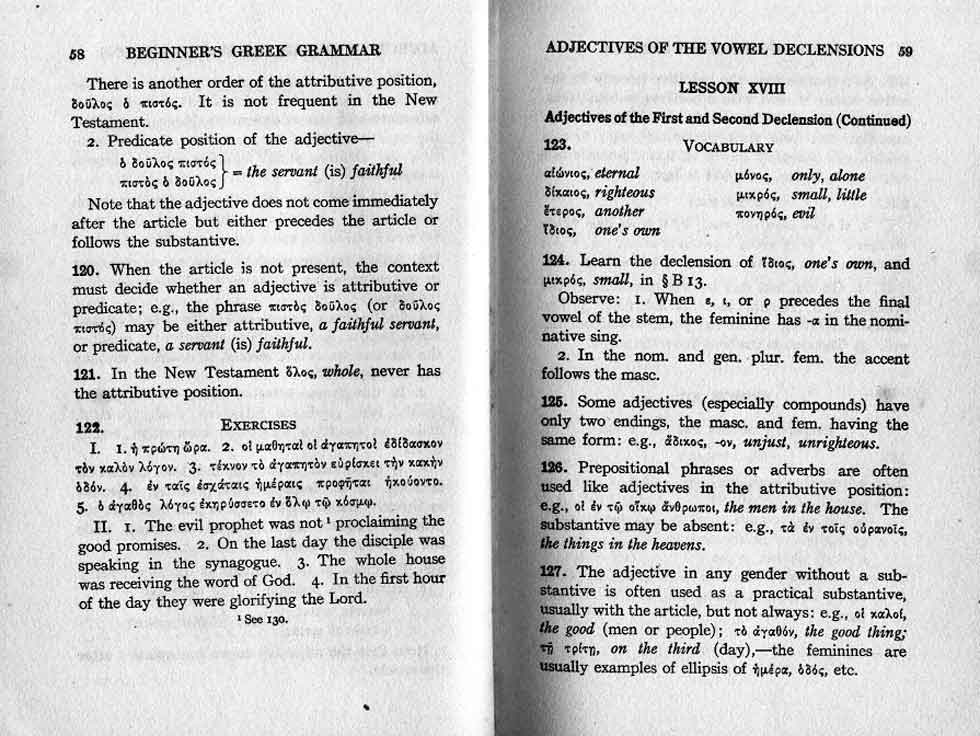 58 BEGINNER'S GREEK GRAMMAR
There is another order of the attributive position,
δοῦλος ὁ πιστός. It is not frequent in the New
Testament.
2. Predicate position of the adjective—
ὁ δοῦλος πιστός
πιστὸς ὁ δοῦλος } = the servant (is) faithful
Note that the adjective does not come immediately
after the article but either precedes the article or
follows the substantive.
120. When the article is not present, the context
must decide whether an adjective is attributive or
predicate; e.g., the phrase πιστὸς δοῦλος (or δοῦλος
πιστός) may be either attributive, a faithful servant,
or predicate, a servant (is) faithful.
121. In the New Testament ὅλος, whole, never has
the attributive position.
122. EXERCISES
I. 1. ἡ πρώτη ὥρα. 2. οἱ μαθηταὶ οἱ ἀγαπητοὶ ἐδίδασκον
τὸν καλὸν λόγον. 3. τέκνον τὸ ἀγαπητὸν εὑρίσκει τὴν κακὴν
ὁδόν. 4. ἐν ταῖς ἐσχάταις ἡμέραις προφῆται ἠκούοντο.
5. ὁ ἀγαθὸς λόγος ἐκηρύσσετο ἐν ὅλῳ τῷ κόσμῳ.
II. 1. The evil prophet was not¹ proclaiming the
good promises. 2. On the last day the disciple was
speaking in the synagogue. 3. The whole house
was receiving the word of God. 4. In the first hour
of the day they were glorifying the Lord.
¹ See 130.
ADJECTIVES OF THE VOWEL DECLENSIONS 59
LESSON XVIII
Adjectives of the First and Second Declension (Continued)
123. VOCABULARY
αἰώνιος, eternal μόνος, only, alone
δίκαιος, righteous μικρός, small, little
ἕτερος, another πονηρός, evil
ἴδιος, one's own
124. Learn the declension of ἴδιος, one's own, and
μικρός, small, in § B 13.
Observe: 1. When ε, ι, or ρ precedes the final
vowel of the stem, the feminine has -α in the nomi-
native sing.
2. In the nom. and gen. plur. fem. the accent
follows the masc.
125. Some adjectives (especially compounds) have
only two endings, the masc. and fem. having the
same form: e.g., ἄδικος, -ον, unjust, unrighteous.
126. Prepositional phrases or adverbs are often
used like adjectives in the attributive position:
e.g., οἱ ἐν τῷ οἴκῳ ἄνθρωποι, the men in the house. The
substantive may be absent: e.g., τὰ ἐν τοῖς οὐρανοῖς,
the things in the heavens.
127. The adjective in any gender without a sub-
stantive is often used as a practical substantive,
usually with the article, but not always: e.g., οἱ καλοί,
the good (men or people); τὸ ἀγαθόν, the good thing;
τῇ τρίτῃ, on the third (day),—the feminines are
usually examples of ellipsis of ἡμέρα, ὁδός, etc.